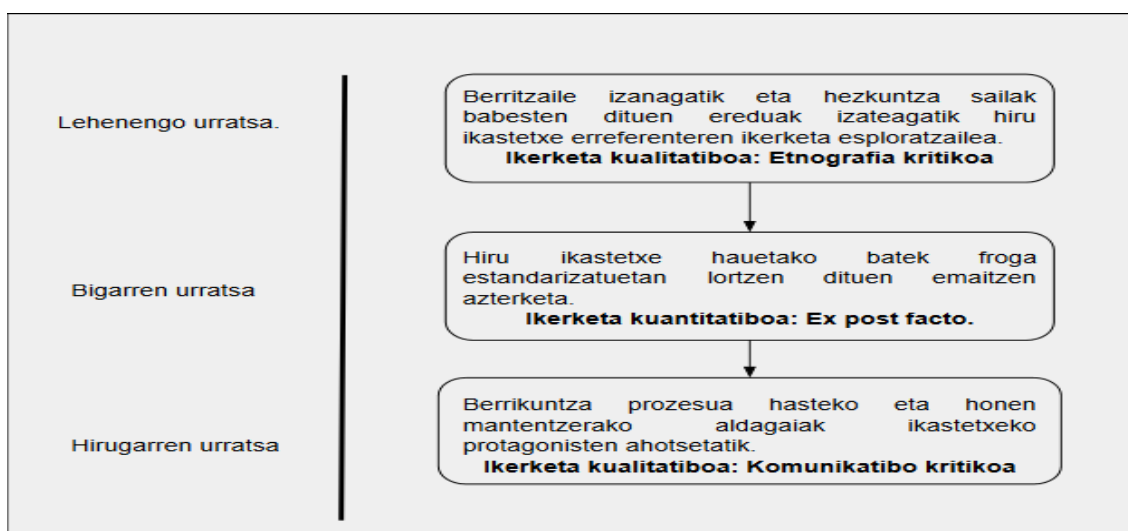 Lehenengo urratsa.
Berritzaile izanagatik eta hezkuntza sailak
babesten dituen ereduak izateagatik hiru
ikastetxe erreferenteren ikerketa esploratzailea.
Ikerketa kualitatiboa: Etnografia kritikoa
Bigarren urratsa
Hiru ikastetxe hauetako batek froga
estandarizatuetan lortzen dituen emaitzen
azterketa.
Ikerketa kuantitatiboa: Ex post facto.
Hirugarren urratsa
Berrikuntza prozesua hasteko eta honen
mantentzerako aldagaiak ikastetxeko
protagonisten ahotsetatik.
Ikerketa kualitatiboa: Komunikatibo kritikoa